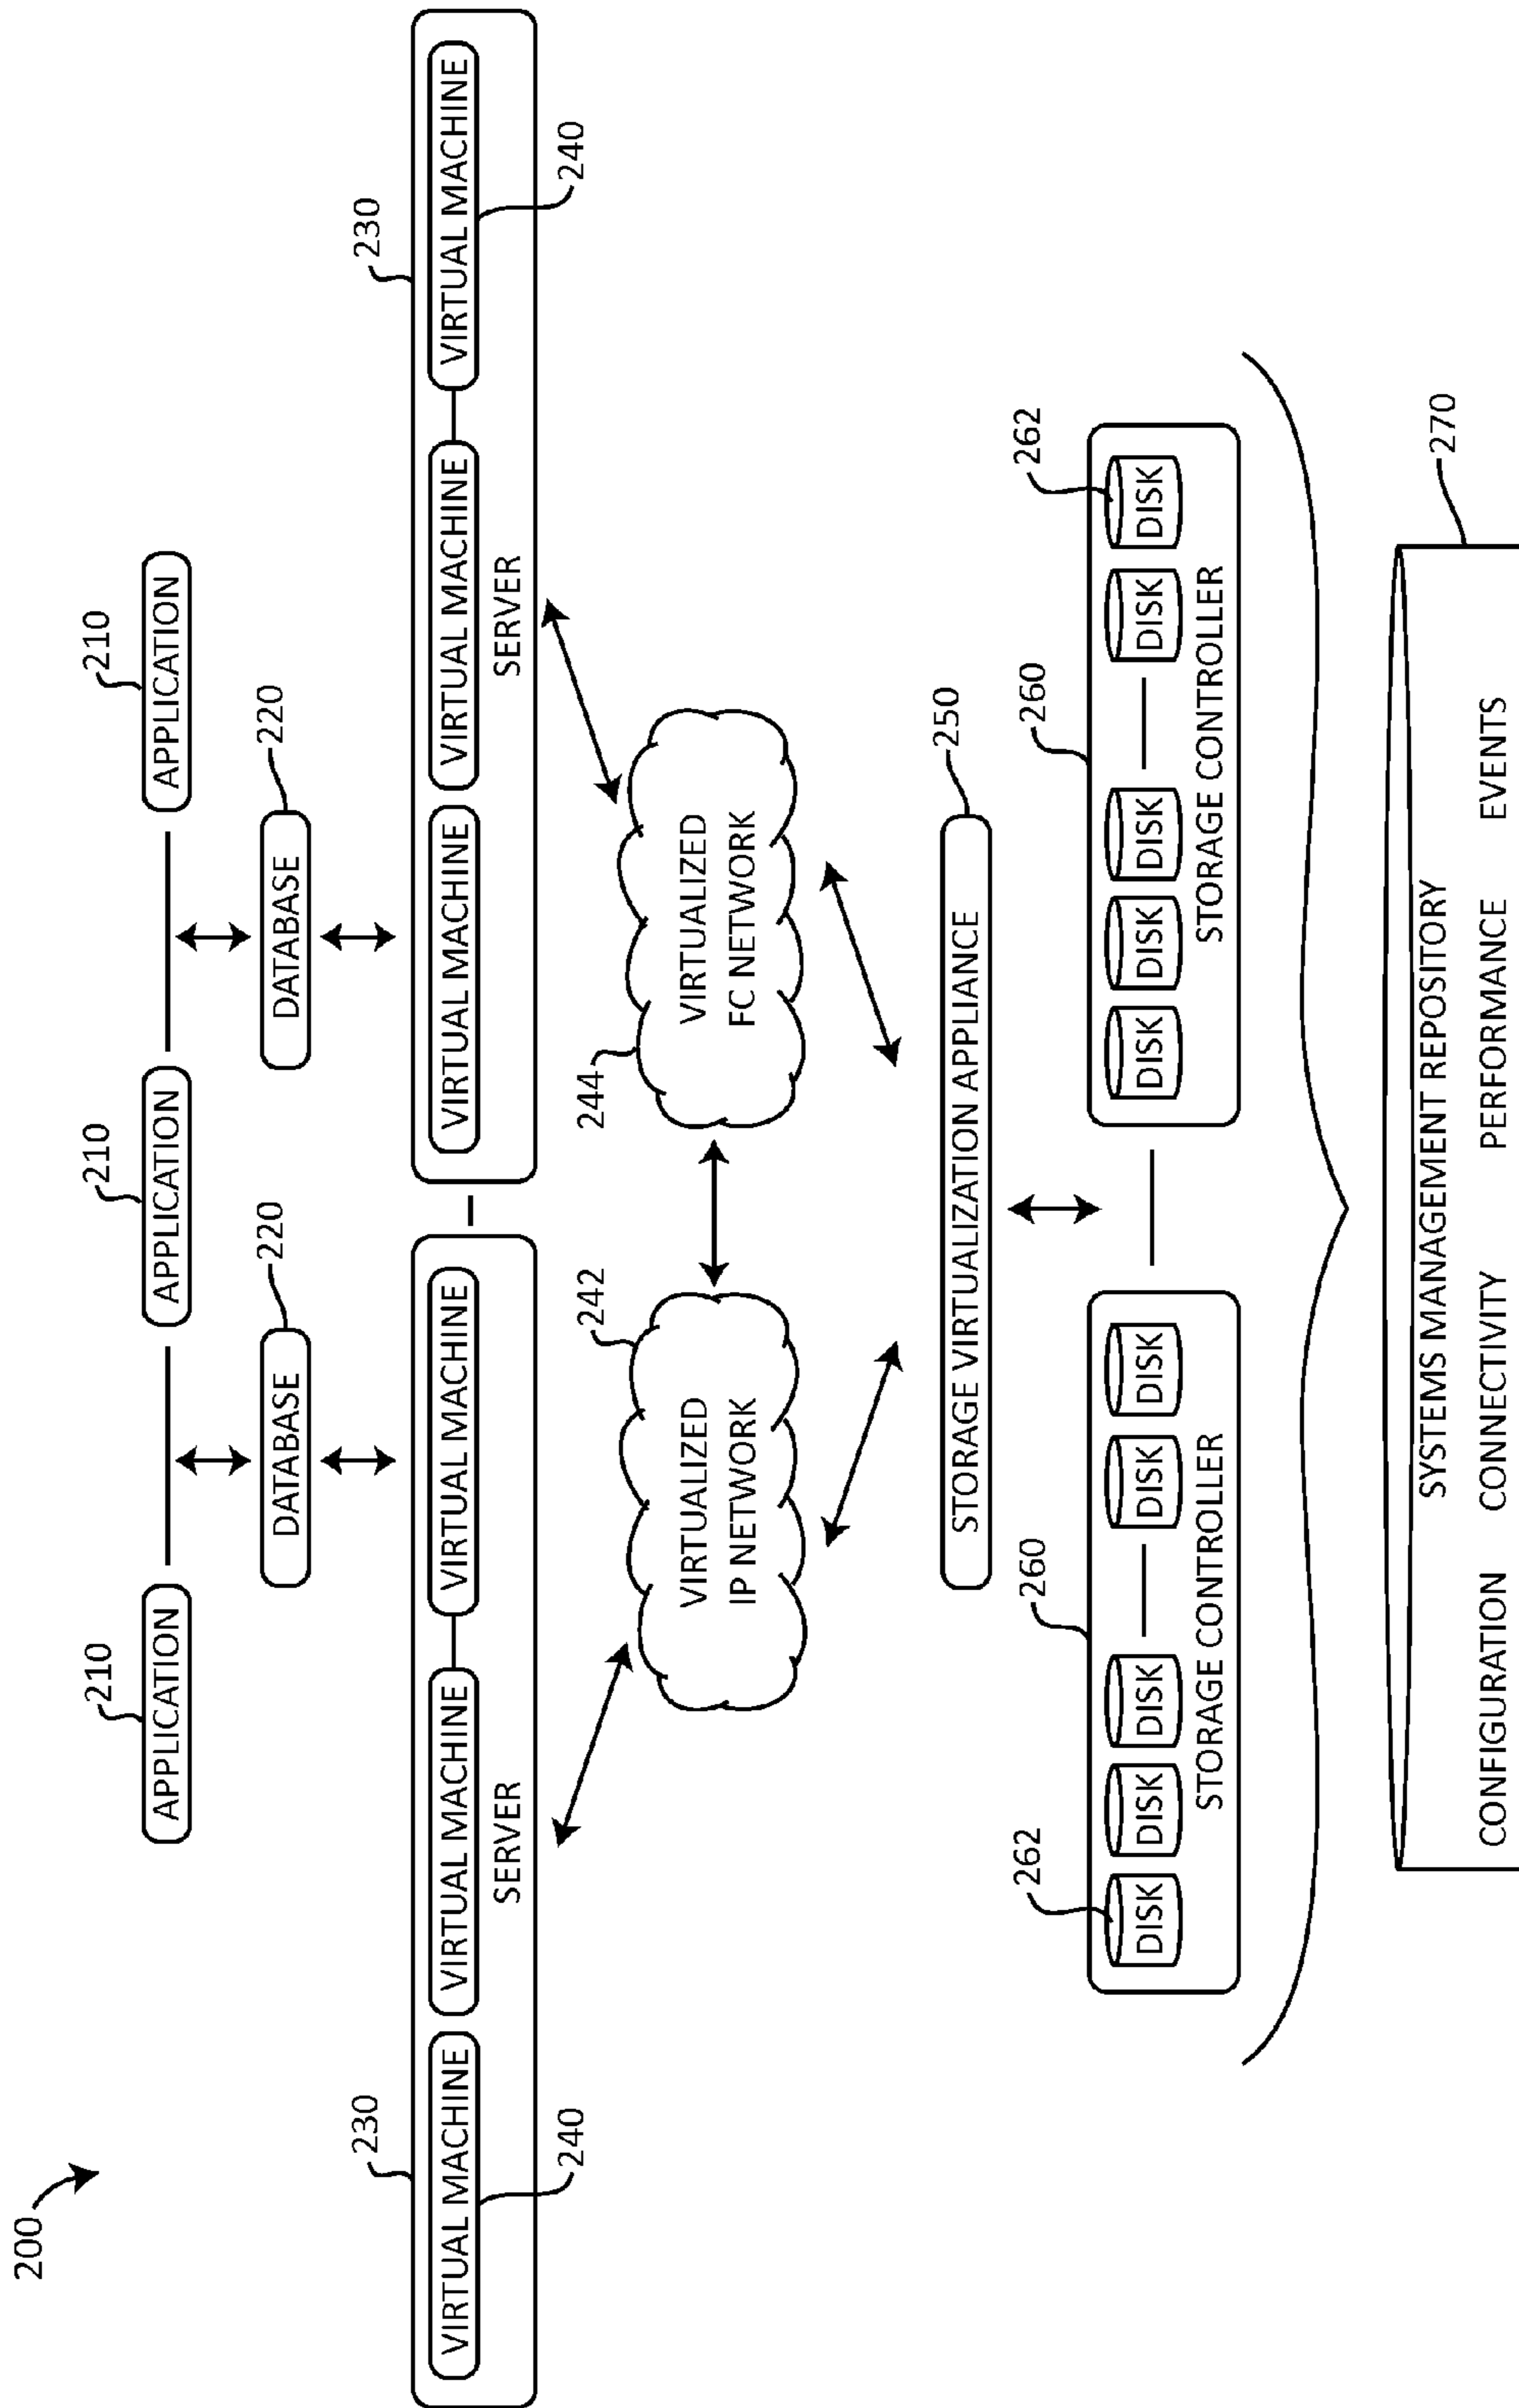 200
210
210
210
APPLICATION
APPLICATION
APPLICATION
220
220
DATABASE
DATABASE
230
230
VIRTUAL MACHINE
VIRTUAL MACHINE
VIRTUAL MACHINE
VIRTUAL MACHINE
VIRTUAL MACHINE
VIRTUAL MACHINE
SERVER
SERVER
240
240
242
244
VIRTUALIZED
IP NETWORK
VIRTUALIZED
FC NETWORK
250
STORAGE VIRTUALIZATION APPLIANCE
262
260
260
262
DISK
DISK
DISK
DISK
DISK
DISK
DISK
DISK
DISK
DISK
STORAGE CONTROLLER
STORAGE CONTROLLER
270
SYSTEMS MANAGEMENT REPOSITORY
CONFIGURATION CONNECTIVITY PERFORMANCE EVENTS